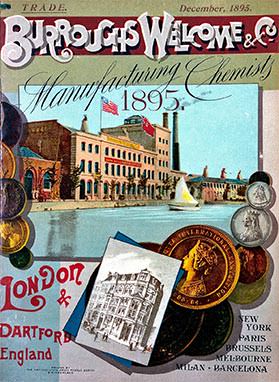 TRADE. December, 1895.
BURROUGHS WELLCOME & Co
Manufacturing Chemists
1895.
LONDON
&
DARTFORD
England
NEW YORK
PARIS
BRUSSELS
MELBOURNE
MILAN - BARCELONA